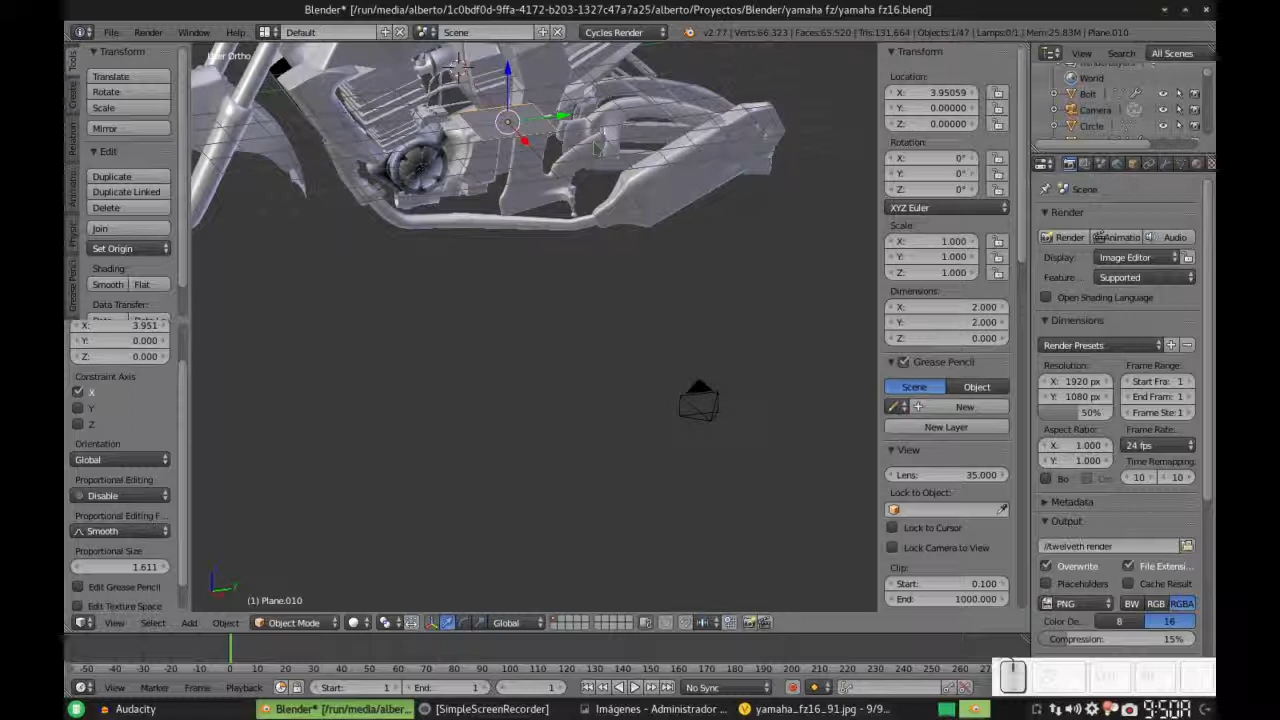 Blender* [/run/media/alberto/1c0bdf0d-9ffa-4172-b203-1327c47a7a25/alberto/Proyectos/Blender/yamaha fz/yamaha fz16.blend]
File Render Window Help Default Scene Cycles Render v2.77 | Verts:66.323 | Faces:65.520 | Tris:131.664 | Objects:1/47 | Lamps:0/1 | Mem:25.83M | Plane.010
Tools
Create
Relation
Physic
Grease Penci
Transform
Translate
Rotate
Scale
Mirror
Edit
Duplicate
Duplicate Linked
Delete
Join
Set Origin
Shading:
Smooth Flat
Data Transfer:
X: 3.951
Y: 0.000
Z: 0.000
Constraint Axis
X
Y
Z
Orientation
Global
Proportional Editing
Disable
Proportional Editing F...
Smooth
Proportional Size
1.611
Edit Grease Pencil
Edit Texture Space
User Ortho
(1) Plane.010
Transform
Location:
X: 3.95059
Y: 0.00000
Z: 0.00000
Rotation:
X: 0°
Y: 0°
Z: 0°
XYZ Euler
Scale:
X: 1.000
Y: 1.000
Z: 1.000
Dimensions:
X: 2.000
Y: 2.000
Z: 0.000
Grease Pencil
Scene Object
New
New Layer
View
Lens: 35.000
Lock to Object:
Lock to Cursor
Lock Camera to View
Clip:
Start: 0.100
End: 1000.000
View Search All Scenes
World
Bolt
Camera
Circle
Scene
Render
Render Animatio Audio
Display: Image Editor
Feature... Supported
Open Shading Language
Dimensions
Render Presets
Resolution: Frame Range:
X: 1920 px Start Fra: 1
Y: 1080 px End Fram: 1
50% Frame Ste: 1
Aspect Ratio: Frame Rate:
X: 1.000 24 fps
Y: 1.000 Time Remapping:
Bo 10 10
Metadata
Output
//twelveth render
Overwrite File Extensi...
Placeholders Cache Result
PNG BW RGB RGBA
Color De... 8 16
Compression: 15%
View Select Add Object Object Mode Global
-50 -40 -30 -20 -10 0 10 20 30 40 50 60 70 80 90 100 110 120 130 140 150 160 170 180 190 200 210 220 230 240 250 260
View Marker Frame Playback Start: 1 End: 1 1 No Sync
Audacity Blender* [/run/media/alber... [SimpleScreenRecorder] Imágenes - Administrador ... yamaha_fz16_91.jpg - 9/9...